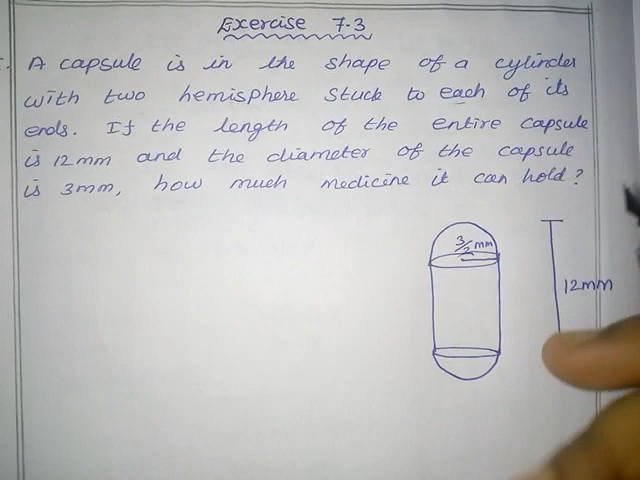 Exercise 7.3
A capsule is in the shape of a cylinder
with two hemisphere stuck to each of its
ends. If the length of the entire capsule
is 12mm and the diameter of the capsule
is 3mm, how much medicine it can hold?
3/2 mm
12mm